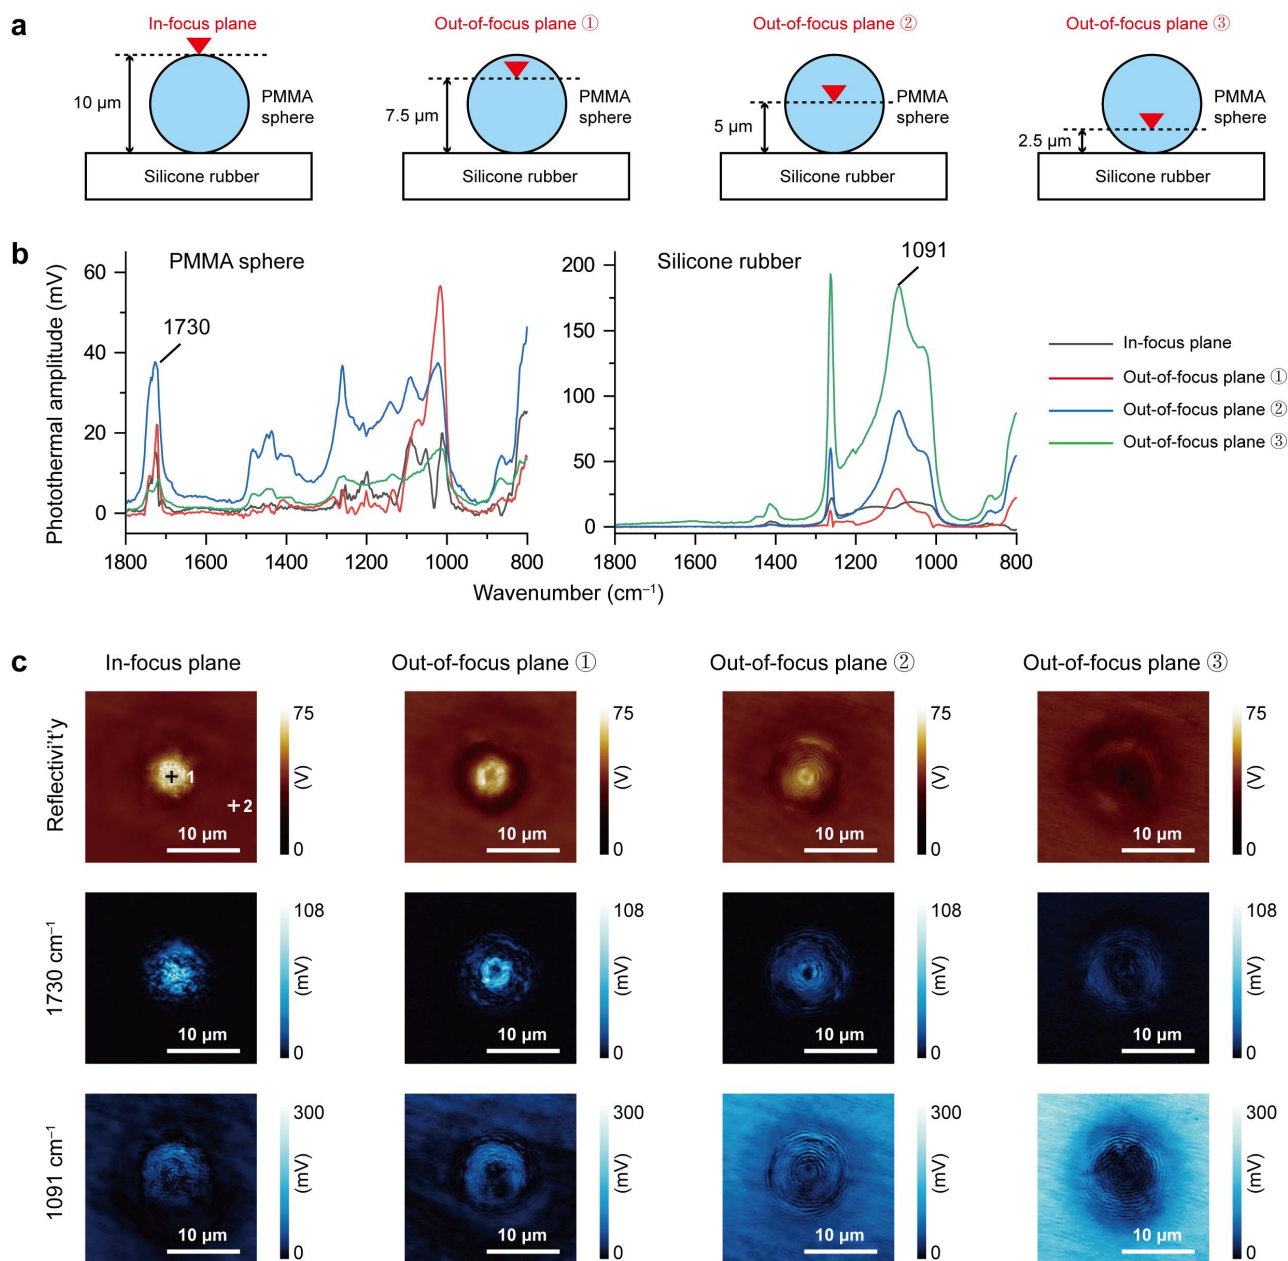 a
In-focus plane
Out-of-focus plane ①
Out-of-focus plane ②
Out-of-focus plane ③
10 μm
PMMA
sphere
Silicone rubber
7.5 μm
PMMA
sphere
Silicone rubber
5 μm
PMMA
sphere
Silicone rubber
2.5 μm
PMMA
sphere
Silicone rubber
b
Photothermal amplitude (mV)
PMMA sphere
1730
60
40
20
0
1800 1600 1400 1200 1000 800
Silicone rubber
1091
200
150
100
50
0
1800 1600 1400 1200 1000 800
Wavenumber (cm⁻¹)
In-focus plane
Out-of-focus plane ①
Out-of-focus plane ②
Out-of-focus plane ③
c
In-focus plane
Out-of-focus plane ①
Out-of-focus plane ②
Out-of-focus plane ③
Reflectivi't'y
+ 1
+ 2
10 μm
75
(V)
0
10 μm
75
(V)
0
10 μm
75
(V)
0
10 μm
75
(V)
0
1730 cm⁻¹
10 μm
108
(mV)
0
10 μm
108
(mV)
0
10 μm
108
(mV)
0
10 μm
108
(mV)
0
1091 cm⁻¹
10 μm
300
(mV)
0
10 μm
300
(mV)
0
10 μm
300
(mV)
0
10 μm
300
(mV)
0